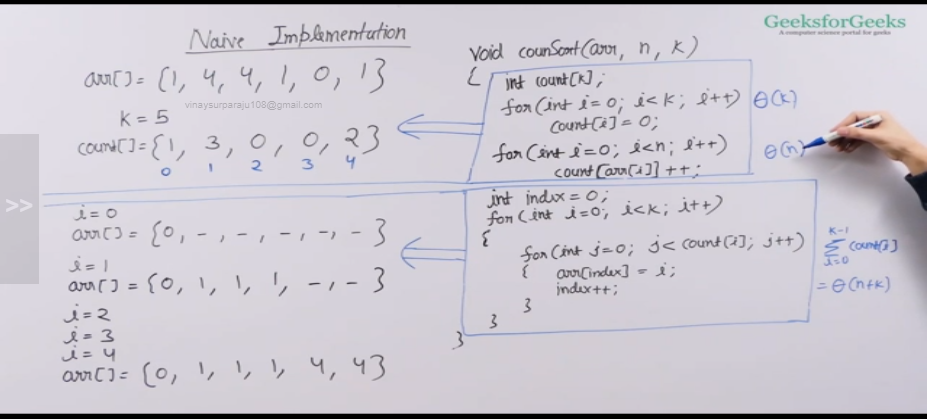 GeeksforGeeks
A computer science portal for geeks
Naive Implementation
arr[] = {1, 4, 4, 1, 0, 1}
vinaysurparaju108@gmail.com
k = 5
count[] = {1, 3, 0, 0, 2}
0 1 2 3 4
i = 0
arr[] = {0, -, -, -, -, -}
i = 1
arr[] = {0, 1, 1, 1, -, -}
i = 2
i = 3
i = 4
arr[] = {0, 1, 1, 1, 4, 4}
void counSort(arr, n, k)
{
int count[k];
for(int i=0; i<k; i++)
count[i] = 0;
θ(k)
for(int i=0; i<n; i++)
count[arr[i]]++;
θ(n)
int index = 0;
for(int i=0; i<k; i++)
{
for(int j=0; j<count[i]; j++)
{ arr[index] = i;
index++;
}
}
}
k-1
∑ count[i]
i=0
= θ(n+k)
>>